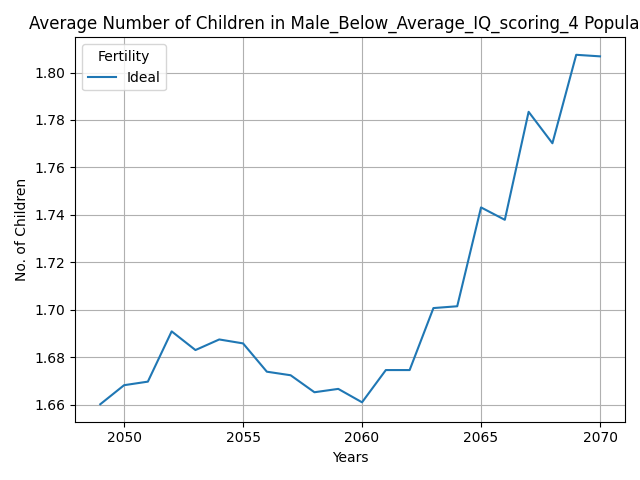 Average Number of Children in Male_Below_Average_IQ_scoring_4 Popula
Fertility
Ideal
1.80
1.78
1.76
1.74
1.72
1.70
1.68
1.66
No. of Children
2050
2055
2060
2065
2070
Years